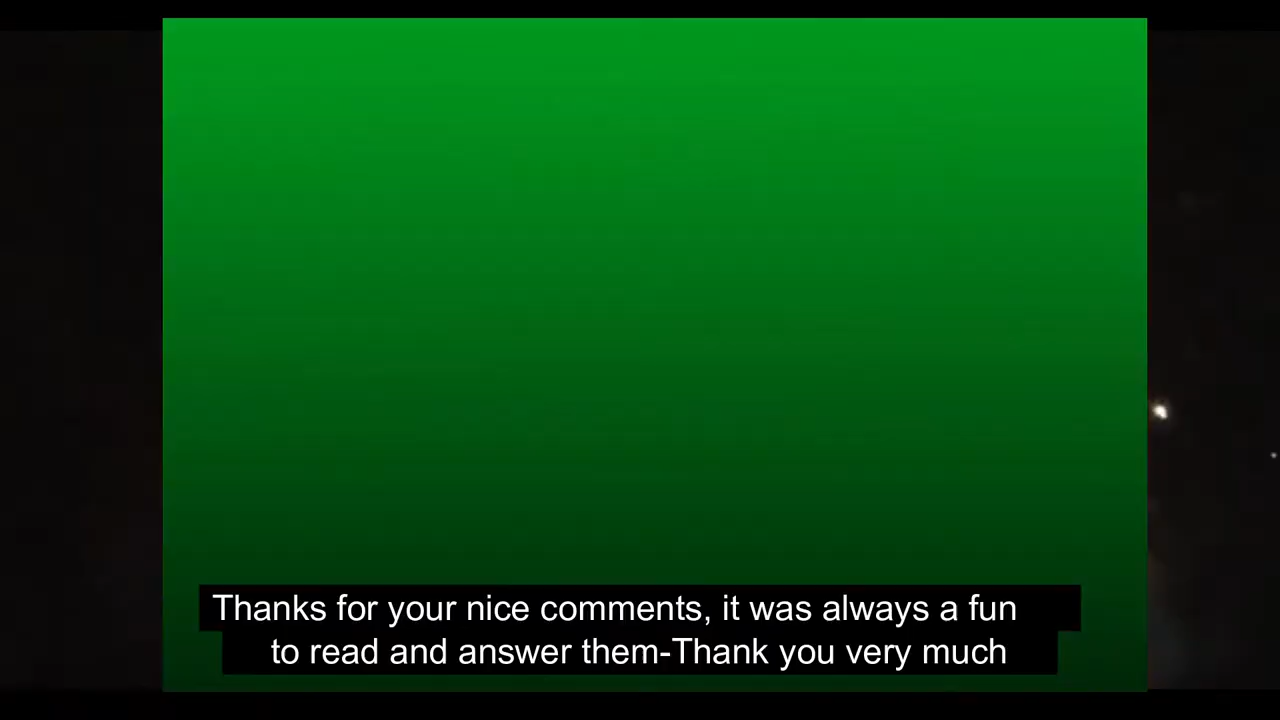 Thanks for your nice comments, it was always a fun
to read and answer them-Thank you very much